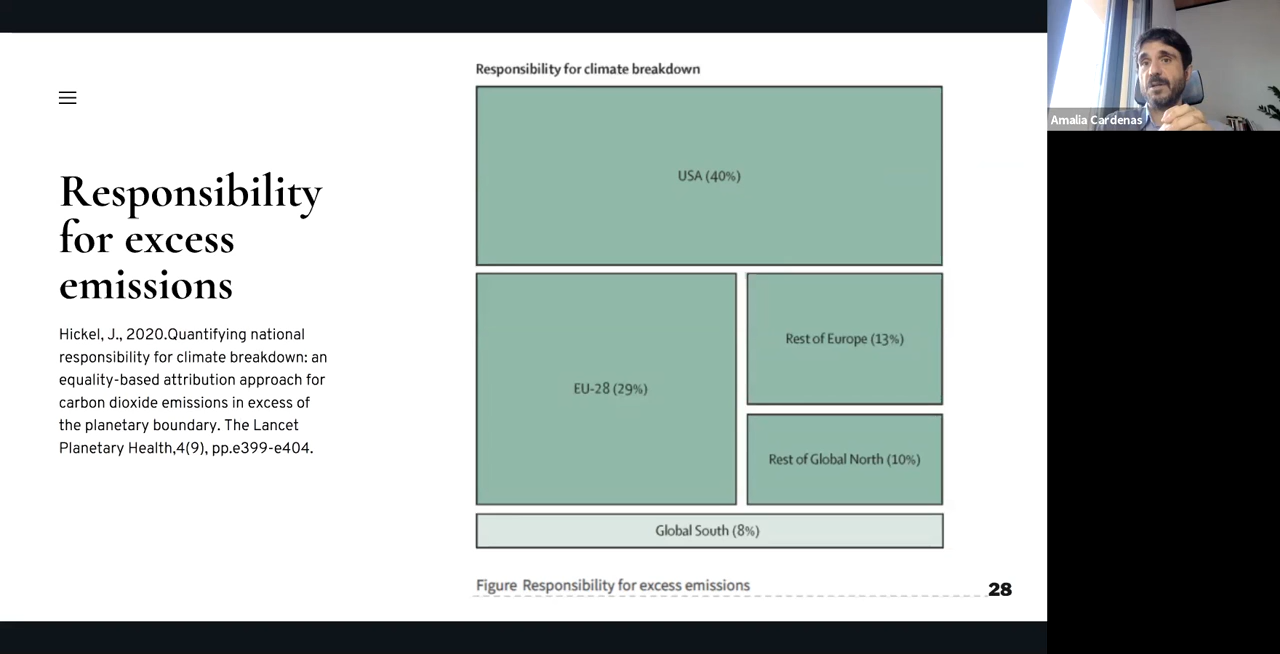 Responsibility
for excess
emissions
Hickel, J., 2020.Quantifying national
responsibility for climate breakdown: an
equality-based attribution approach for
carbon dioxide emissions in excess of
the planetary boundary. The Lancet
Planetary Health,4(9), pp.e399-e404.
Responsibility for climate breakdown
USA (40%)
EU-28 (29%)
Rest of Europe (13%)
Rest of Global North (10%)
Global South (8%)
Figure Responsibility for excess emissions
28
Amalia Cardenas